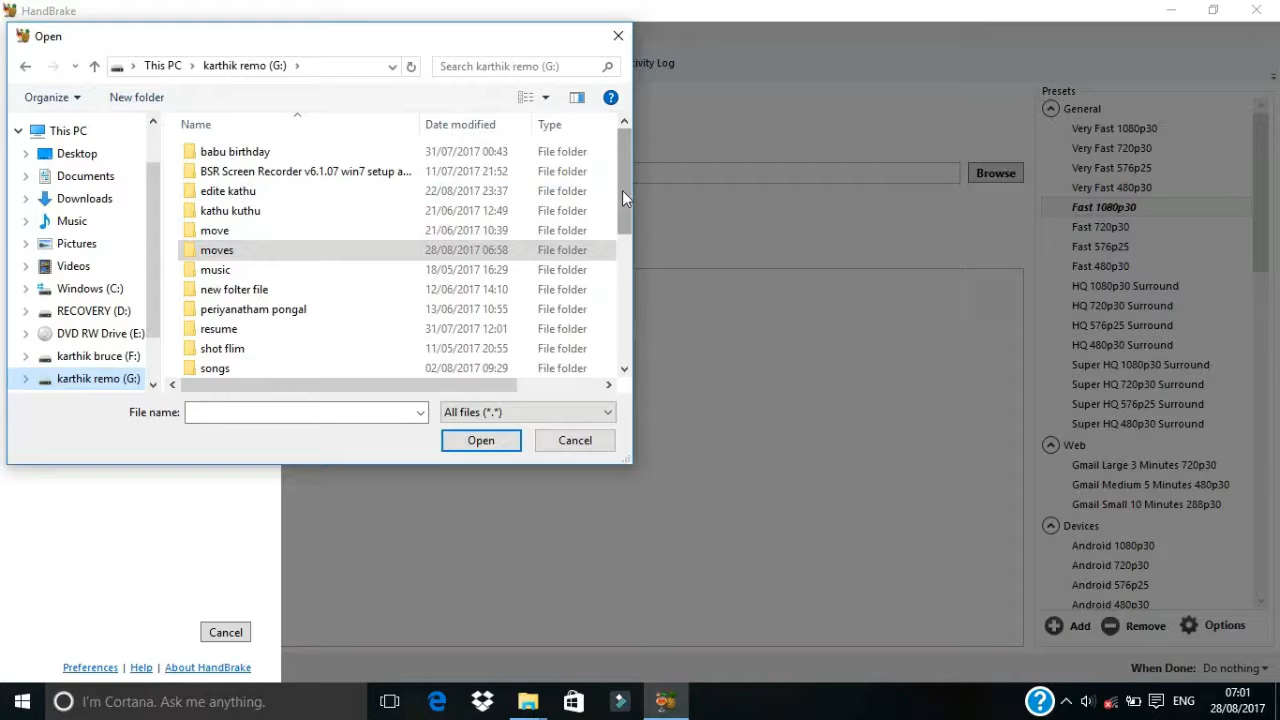 HandBrake
Open
This PC > karthik remo (G:) >
Search karthik remo (G:)
Organize
New folder
This PC
Desktop
Documents
Downloads
Music
Pictures
Videos
Windows (C:)
RECOVERY (D:)
DVD RW Drive (E:)
karthik bruce (F:)
karthik remo (G:)
Name Date modified Type
babu birthday 31/07/2017 00:43 File folder
BSR Screen Recorder v6.1.07 win7 setup a... 11/07/2017 21:52 File folder
edite kathu 22/08/2017 23:37 File folder
kathu kuthu 21/06/2017 12:49 File folder
move 21/06/2017 10:39 File folder
moves 28/08/2017 06:58 File folder
music 18/05/2017 16:29 File folder
new folter file 12/06/2017 14:10 File folder
periyanatham pongal 13/06/2017 10:55 File folder
resume 31/07/2017 12:01 File folder
shot flim 11/05/2017 20:55 File folder
songs 02/08/2017 09:29 File folder
File name:
All files (*.*)
Open
Cancel
tivity Log
Browse
Presets
General
Very Fast 1080p30
Very Fast 720p30
Very Fast 576p25
Very Fast 480p30
Fast 1080p30
Fast 720p30
Fast 576p25
Fast 480p30
HQ 1080p30 Surround
HQ 720p30 Surround
HQ 576p25 Surround
HQ 480p30 Surround
Super HQ 1080p30 Surround
Super HQ 720p30 Surround
Super HQ 576p25 Surround
Super HQ 480p30 Surround
Web
Gmail Large 3 Minutes 720p30
Gmail Medium 5 Minutes 480p30
Gmail Small 10 Minutes 288p30
Devices
Android 1080p30
Android 720p30
Android 576p25
Android 480p30
Add
Remove
Options
Cancel
Preferences | Help | About HandBrake
When Done: Do nothing
I'm Cortana. Ask me anything.
ENG
07:01
28/08/2017